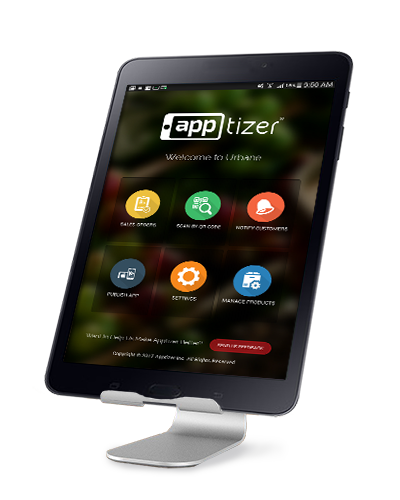 18% 9:50 AM
apptizer™
Welcome to Urbane
SALES ORDERS
SCAN BY QR CODE
NOTIFY CUSTOMERS
PUBLISH APP
SETTINGS
MANAGE PRODUCTS
Want to Help Us Make Apptizer Better?
SEND US FEEDBACK
Copyright © 2017 Apptizer Inc. All Rights Reserved